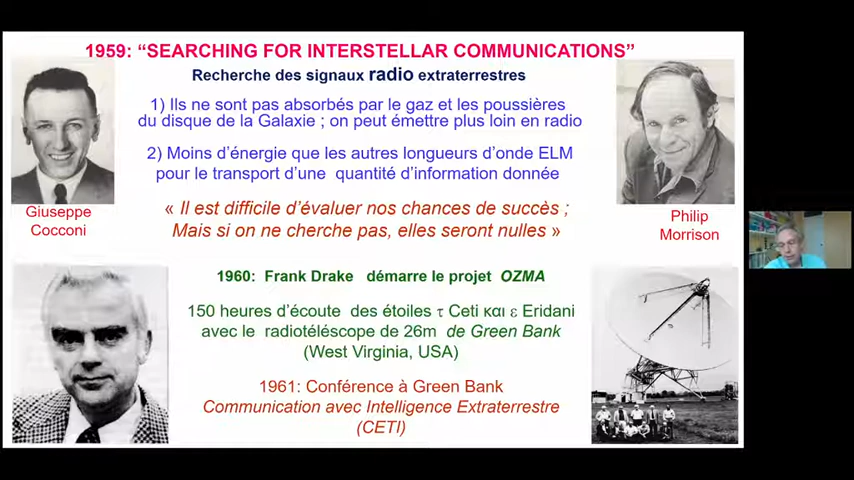 1959: “SEARCHING FOR INTERSTELLAR COMMUNICATIONS”
Recherche des signaux radio extraterrestres
1) Ils ne sont pas absorbés par le gaz et les poussières
du disque de la Galaxie ; on peut émettre plus loin en radio
2) Moins d’énergie que les autres longueurs d’onde ELM
pour le transport d’une quantité d’information donnée
Giuseppe
Cocconi
« Il est difficile d’évaluer nos chances de succès ;
Mais si on ne cherche pas, elles seront nulles »
Philip
Morrison
1960: Frank Drake démarre le projet OZMA
150 heures d’écoute des étoiles τ Ceti και ε Eridani
avec le radiotéléscope de 26m de Green Bank
(West Virginia, USA)
1961: Conférence à Green Bank
Communication avec Intelligence Extraterrestre
(CETI)